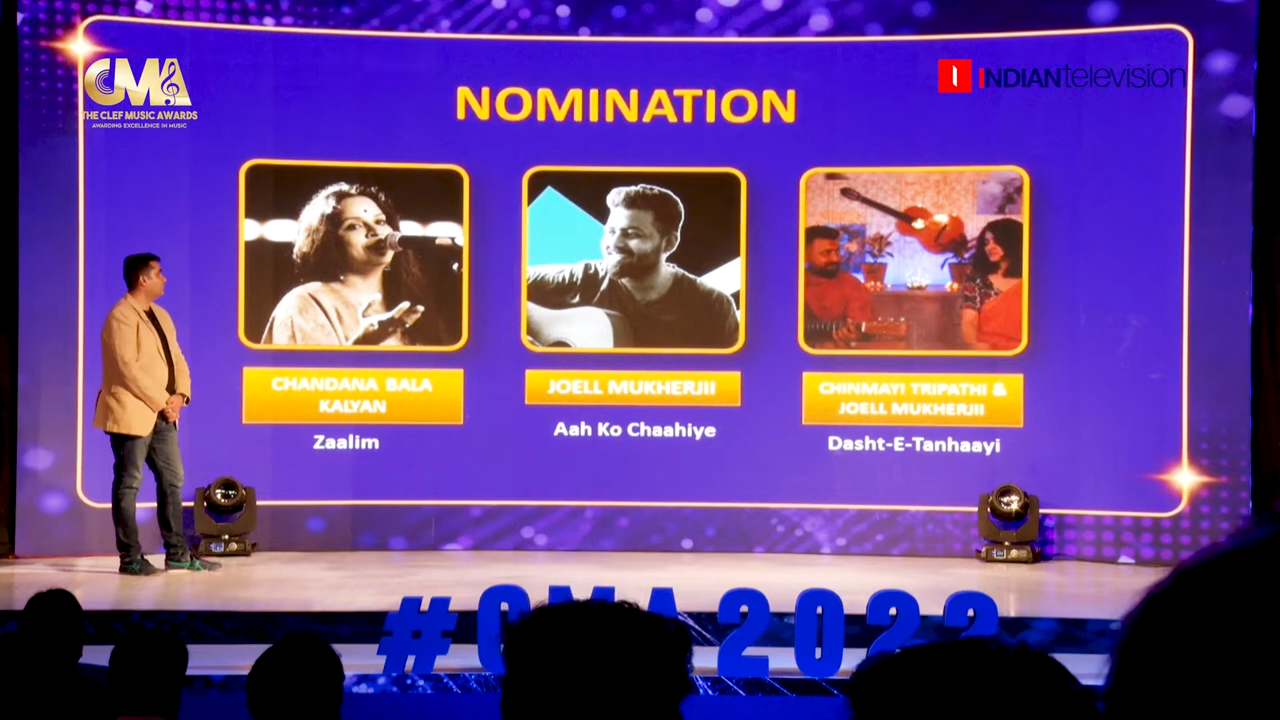 CMA
THE CLEF MUSIC AWARDS
AWARDING EXCELLENCE IN MUSIC
INDIANtelevision
NOMINATION
CHANDANA BALA
KALYAN
Zaalim
JOELL MUKHERJII
Aah Ko Chaahiye
CHINMAYI TRIPATHI &
JOELL MUKHERJII
Dasht-E-Tanhaayi
#CMA2022